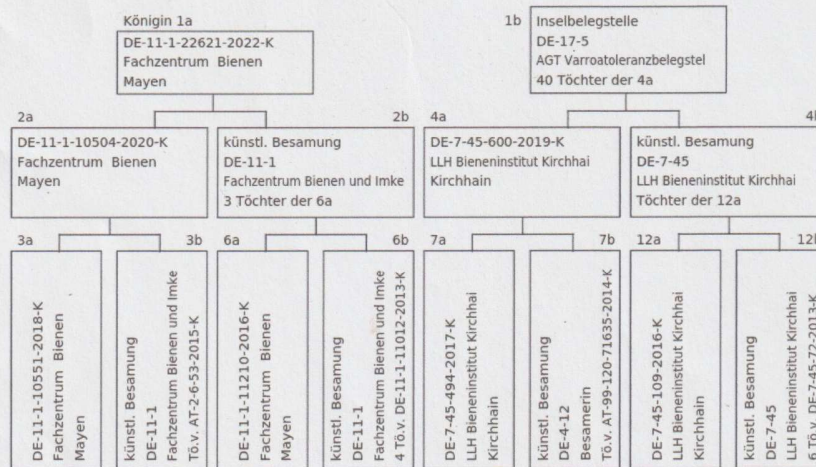 Königin 1a
DE-11-1-22621-2022-K
Fachzentrum Bienen
Mayen
1b
Inselbelegstelle
DE-17-5
AGT Varroatoleranzbelegstel
40 Töchter der 4a
2a
DE-11-1-10504-2020-K
Fachzentrum Bienen
Mayen
2b
künstl. Besamung
DE-11-1
Fachzentrum Bienen und Imke
3 Töchter der 6a
4a
DE-7-45-600-2019-K
LLH Bieneninstitut Kirchhai
Kirchhain
künstl. Besamung
DE-7-45
LLH Bieneninstitut Kirchhai
Töchter der 12a
3a
DE-11-1-10551-2018-K
Fachzentrum Bienen
Mayen
3b
künstl. Besamung
DE-11-1
Fachzentrum Bienen und Imke
Tö.v. AT-2-6-53-2015-K
6a
DE-11-1-11210-2016-K
Fachzentrum Bienen
Mayen
6b
künstl. Besamung
DE-11-1
Fachzentrum Bienen und Imke
4 Tö.v. DE-11-1-11012-2013-K
7a
DE-7-45-494-2017-K
LLH Bieneninstitut Kirchhai
Kirchhain
7b
künstl. Besamung
DE-4-12
Besamerin
Tö.v. AT-99-120-71635-2014-K
12a
DE-7-45-109-2016-K
LLH Bieneninstitut Kirchhai
Kirchhain
künstl. Besamung
DE-7-45
LLH Bieneninstitut Kirchhai
6 Tö.v. DE-7-45-72-2013-K